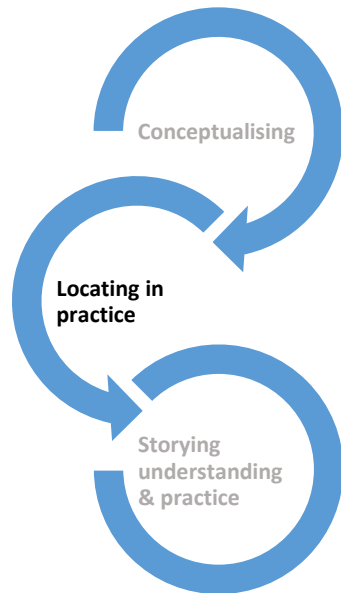 Conceptualising
Locating in
practice
Storying
understanding
& practice